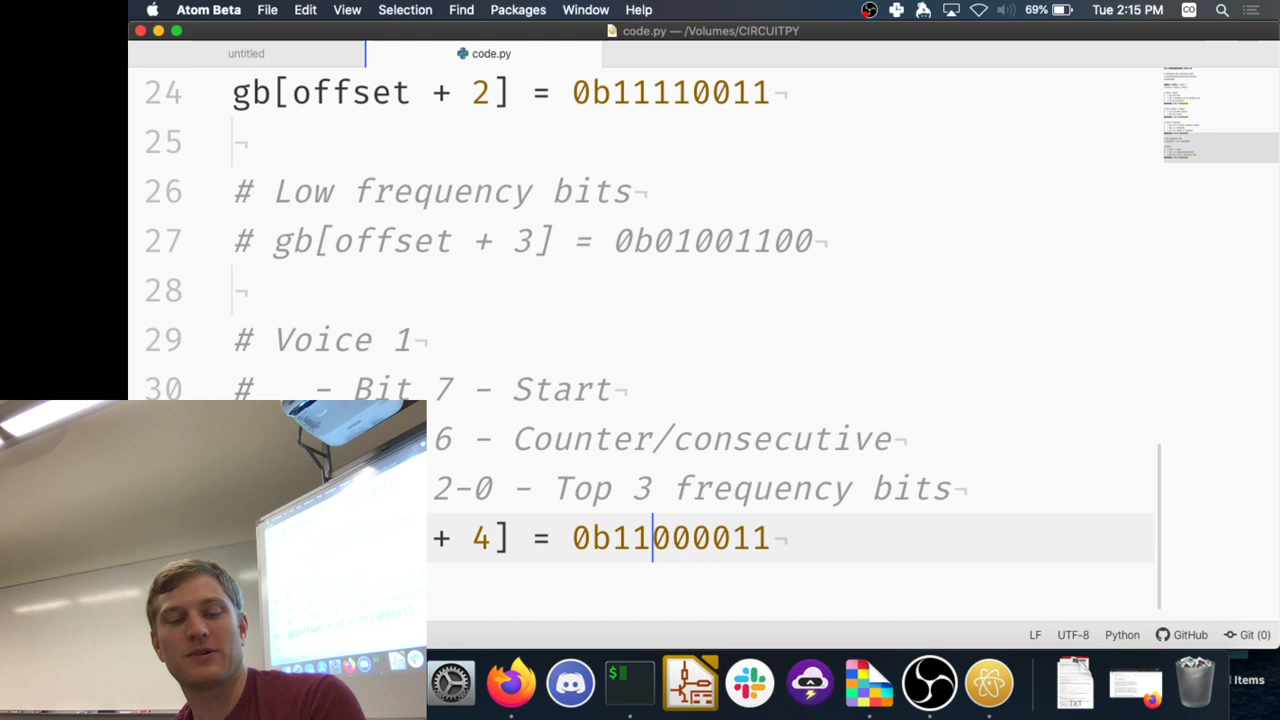 Atom Beta File Edit View Selection Find Packages Window Help 69% Tue 2:15 PM CO
code.py — /Volumes/CIRCUITPY
untitled code.py
24 gb[offset + 2] = 0b11110011¬
25 ¬
26 # Low frequency bits¬
27 # gb[offset + 3] = 0b01001100¬
28 ¬
29 # Voice 1¬
30 # - Bit 7 - Start¬
6 - Counter/consecutive¬
2-0 - Top 3 frequency bits¬
+ 4] = 0b11000011¬
LF UTF-8 Python GitHub Git (0)
$
TXT
Items